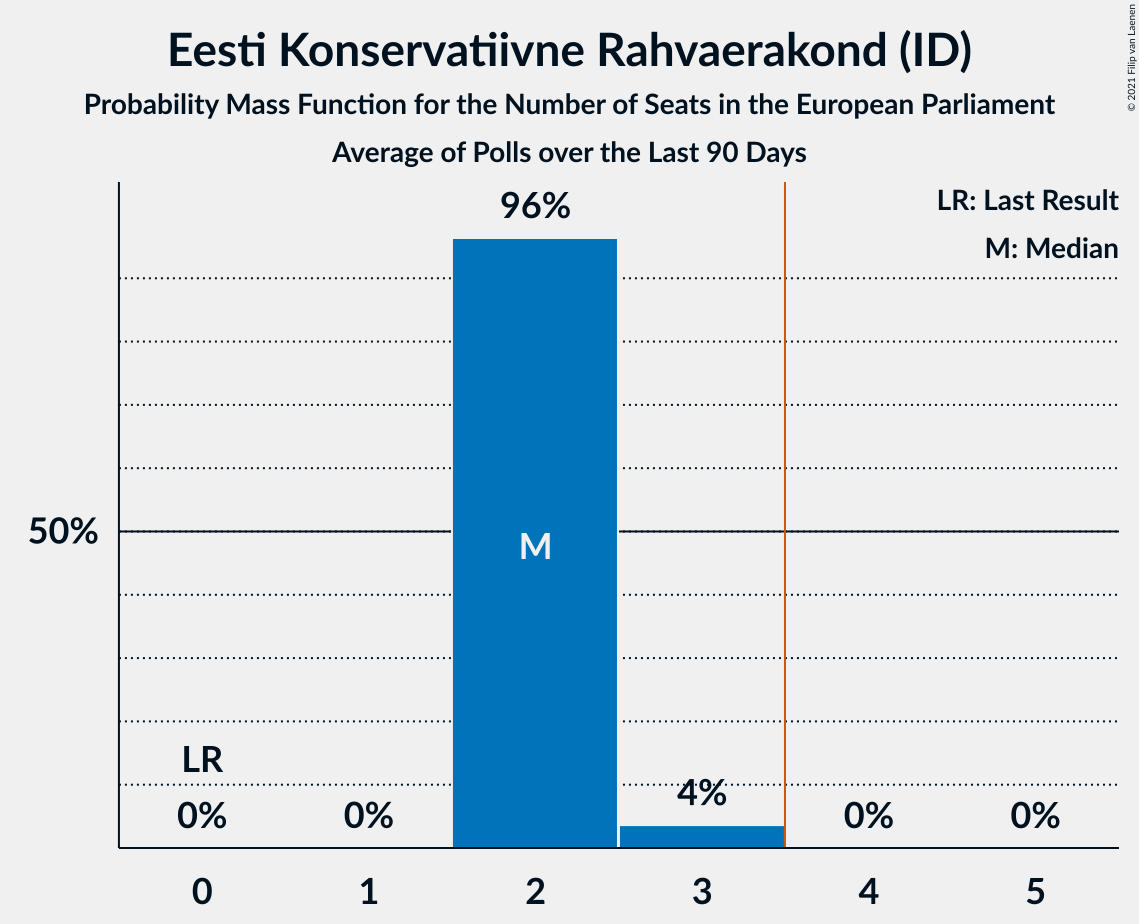 Eesti Konservatiivne Rahvaerakond (ID)
Probability Mass Function for the Number of Seats in the European Parliament
Average of Polls over the Last 90 Days
© 2021 Filip van Laenen
LR: Last Result
M: Median
96%
50%
M
LR
0%
0%
4%
0%
0%
0
1
2
3
4
5